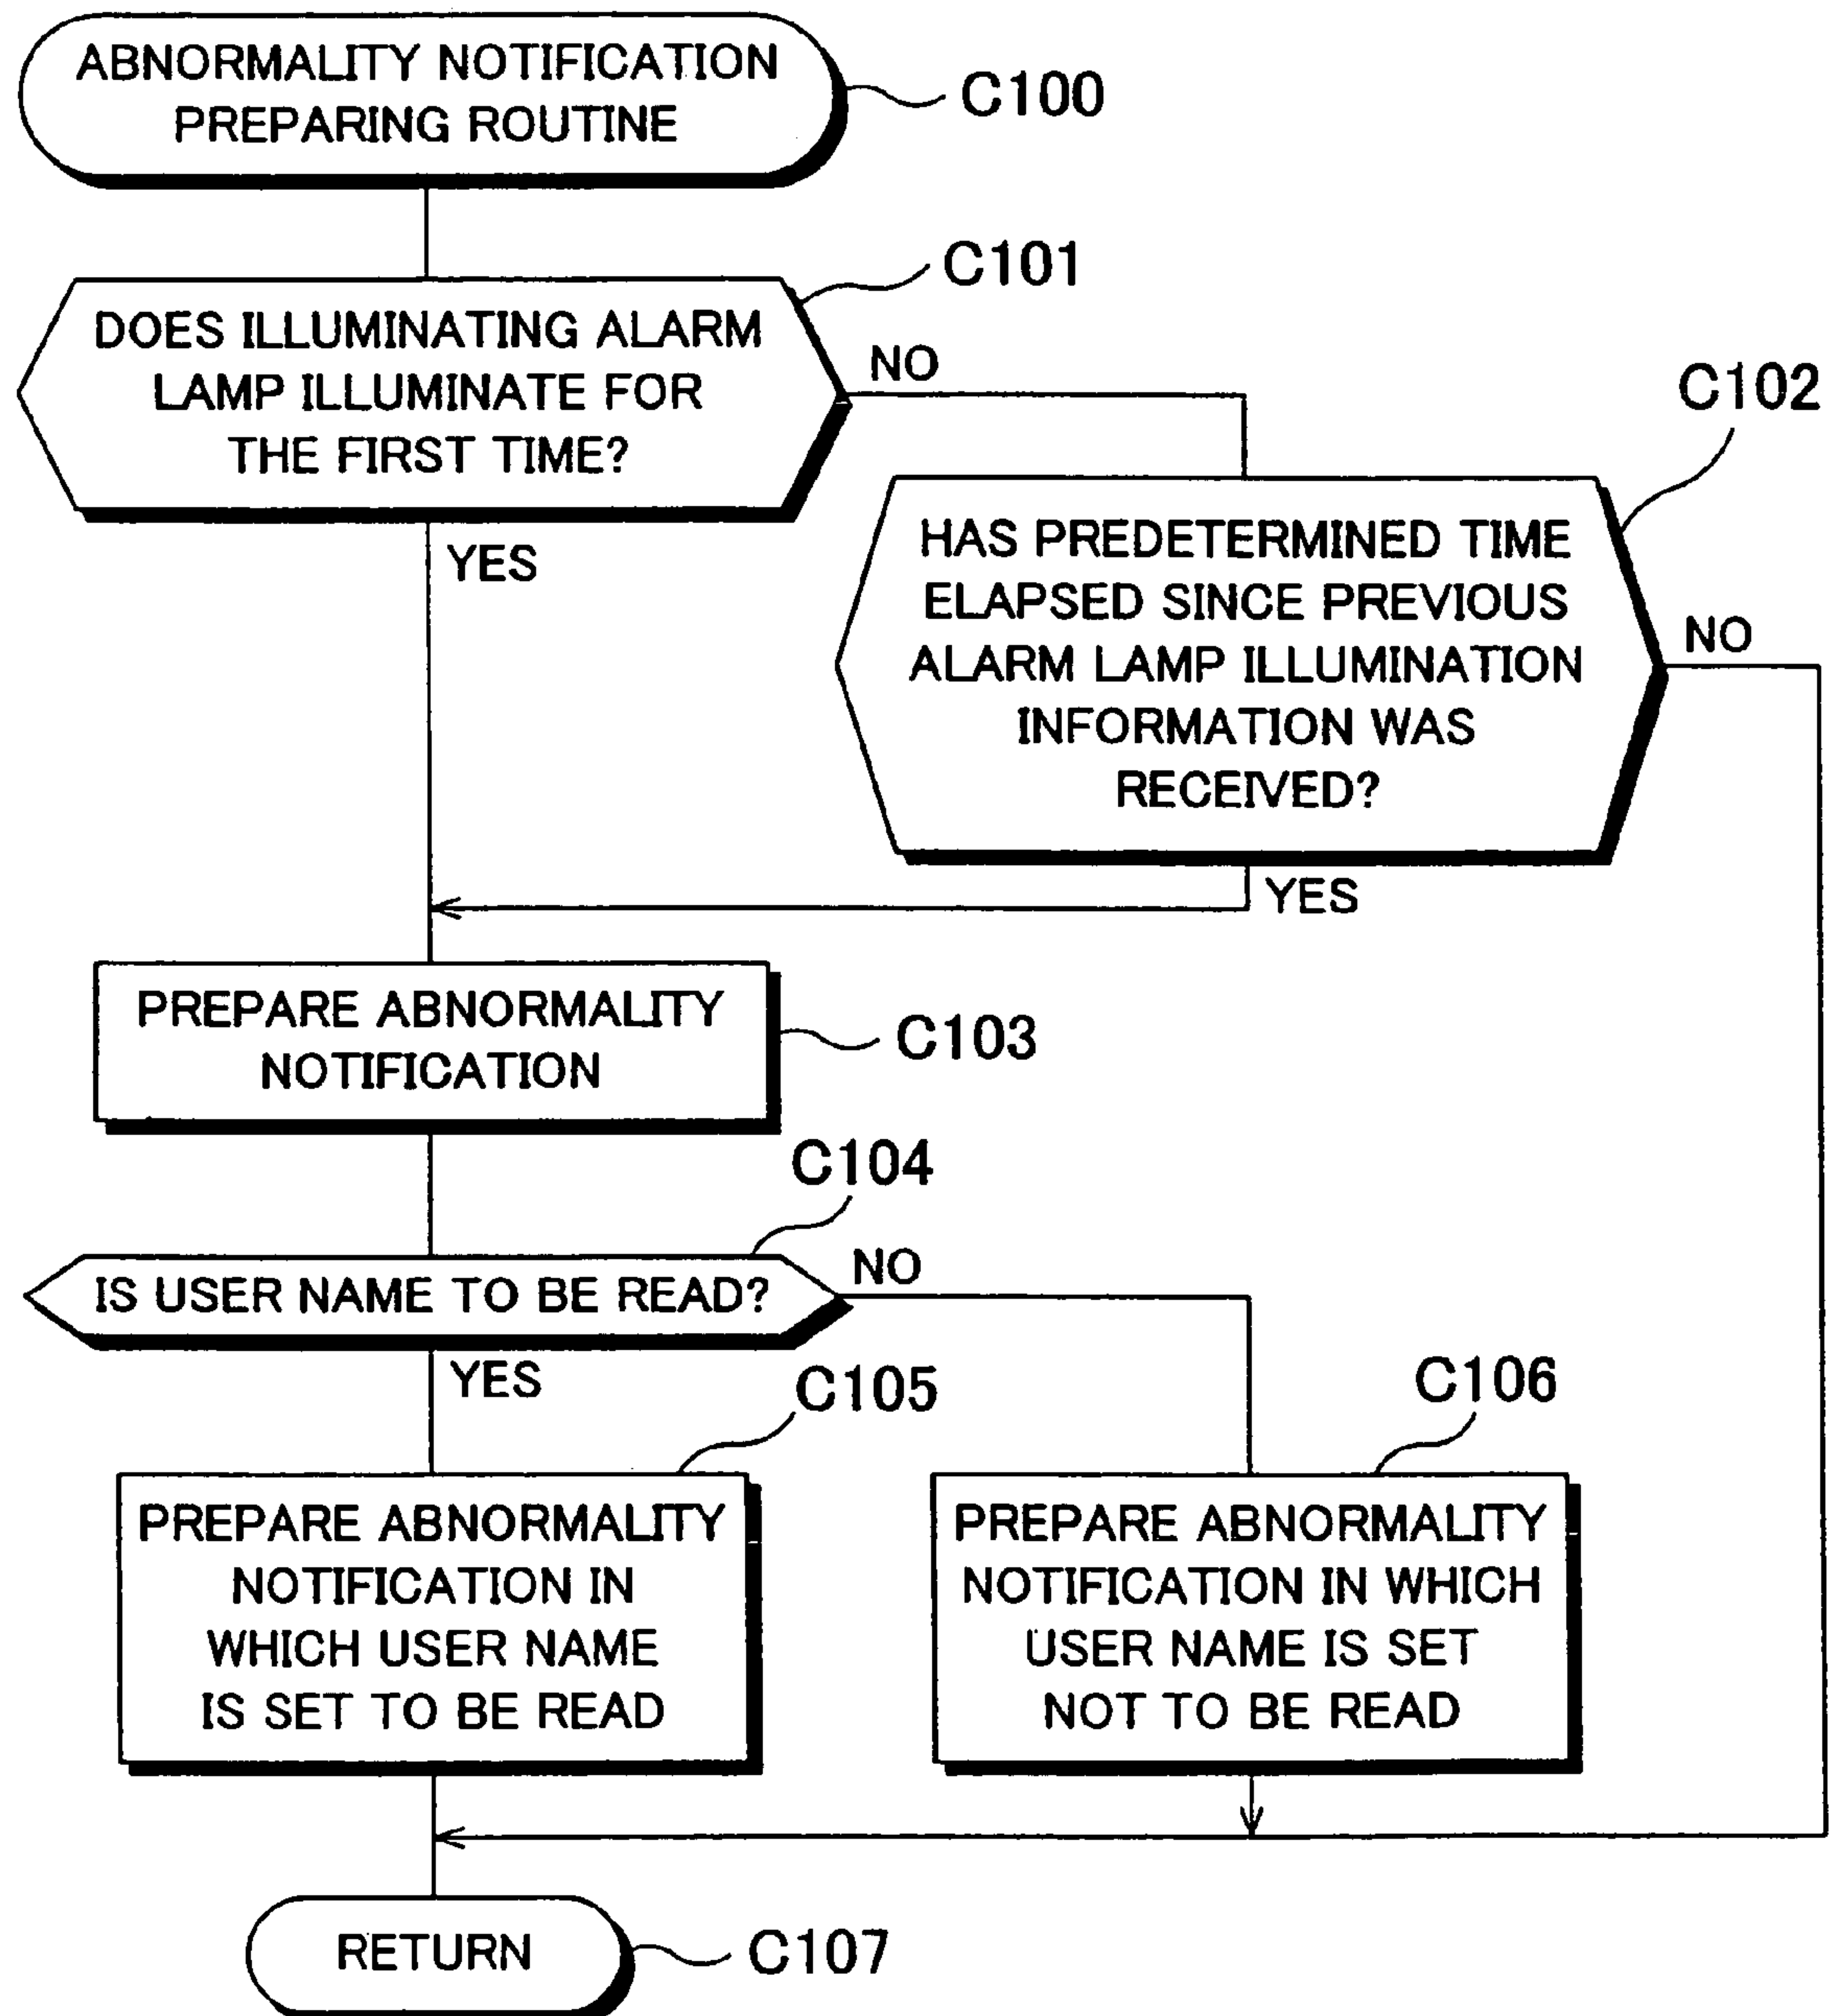 ABNORMALITY NOTIFICATION
PREPARING ROUTINE
C100
C101
DOES ILLUMINATING ALARM
LAMP ILLUMINATE FOR
THE FIRST TIME?
NO
YES
C102
HAS PREDETERMINED TIME
ELAPSED SINCE PREVIOUS
ALARM LAMP ILLUMINATION
INFORMATION WAS
RECEIVED?
NO
YES
PREPARE ABNORMALITY
NOTIFICATION
C103
C104
IS USER NAME TO BE READ?
NO
YES
C105
PREPARE ABNORMALITY
NOTIFICATION IN
WHICH USER NAME
IS SET TO BE READ
C106
PREPARE ABNORMALITY
NOTIFICATION IN WHICH
USER NAME IS SET
NOT TO BE READ
RETURN
C107